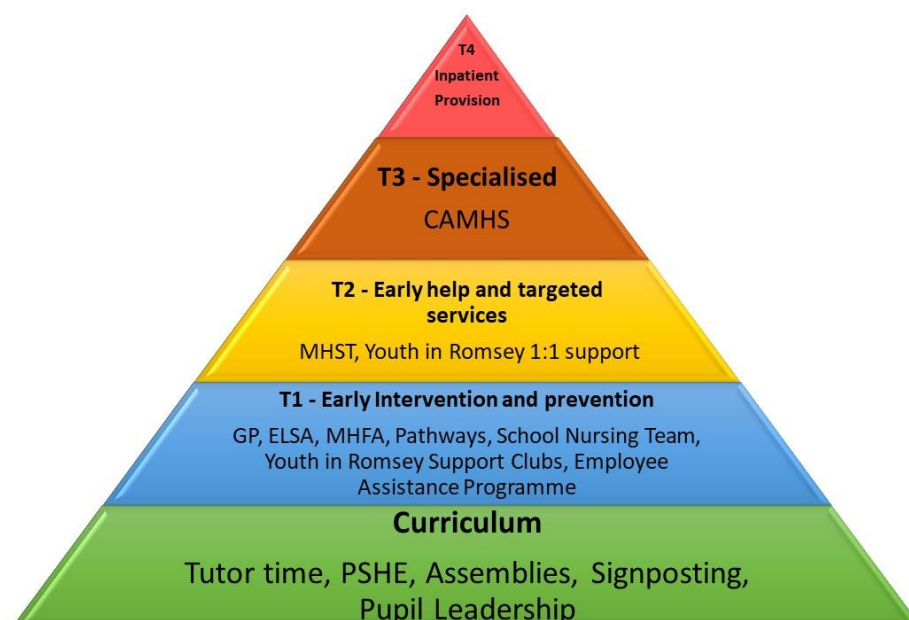 T4
Inpatient
Provision
T3 - Specialised
CAMHS
T2 - Early help and targeted
services
MHST, Youth in Romsey 1:1 support
T1 - Early Intervention and prevention
GP, ELSA, MHFA, Pathways, School Nursing Team,
Youth in Romsey Support Clubs, Employee
Assistance Programme
Curriculum
Tutor time, PSHE, Assemblies, Signposting,
Pupil Leadership